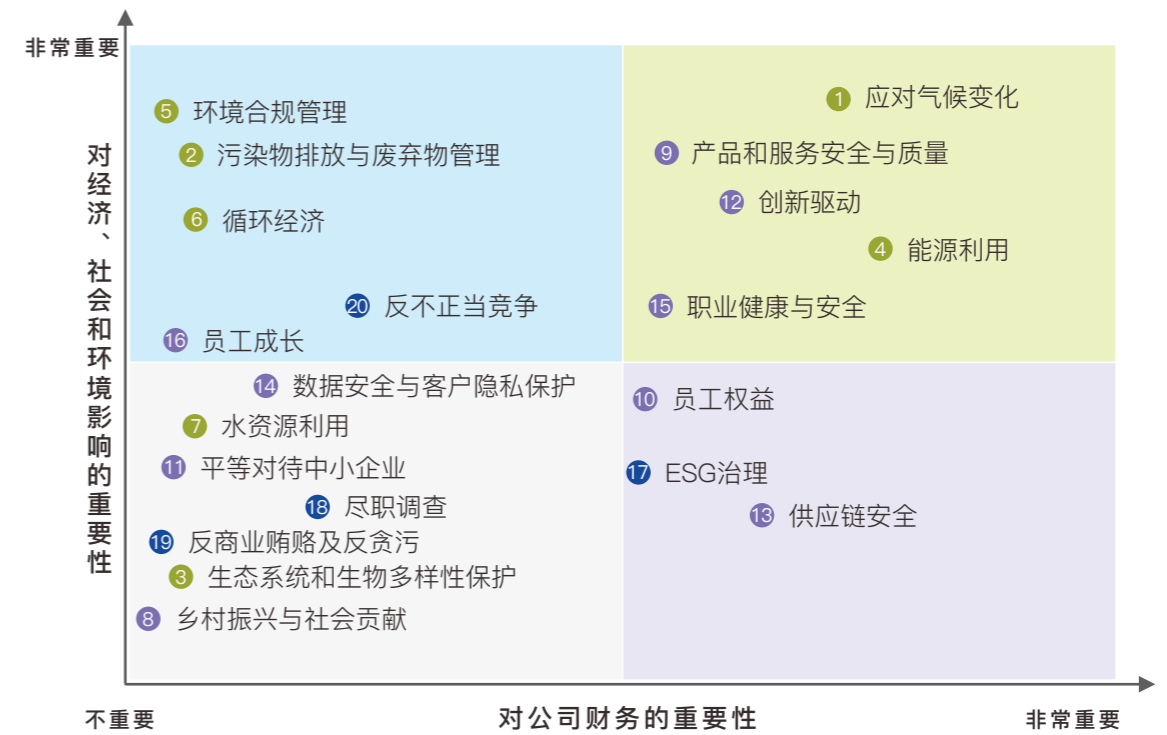 非常重要
对经济、社会和环境影响的重要性
5 环境合规管理
2 污染物排放与废弃物管理
6 循环经济
20 反不正当竞争
16 员工成长
1 应对气候变化
9 产品和服务安全与质量
12 创新驱动
4 能源利用
15 职业健康与安全
14 数据安全与客户隐私保护
7 水资源利用
11 平等对待中小企业
18 尽职调查
19 反商业贿赂及反贪污
3 生态系统和生物多样性保护
8 乡村振兴与社会贡献
10 员工权益
17 ESG治理
13 供应链安全
不重要
对公司财务的重要性
非常重要